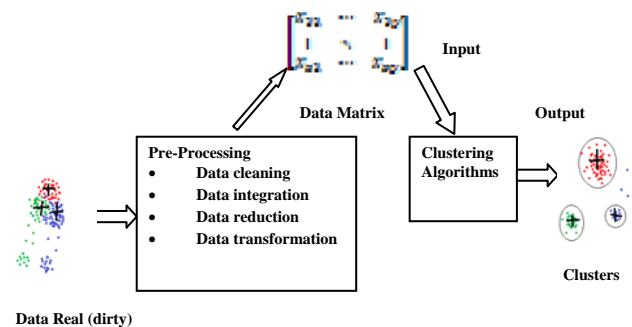 Input
Data Matrix
Output
Pre-Processing
• Data cleaning
• Data integration
• Data reduction
• Data transformation
Clustering
Algorithms
Clusters
Data Real (dirty)